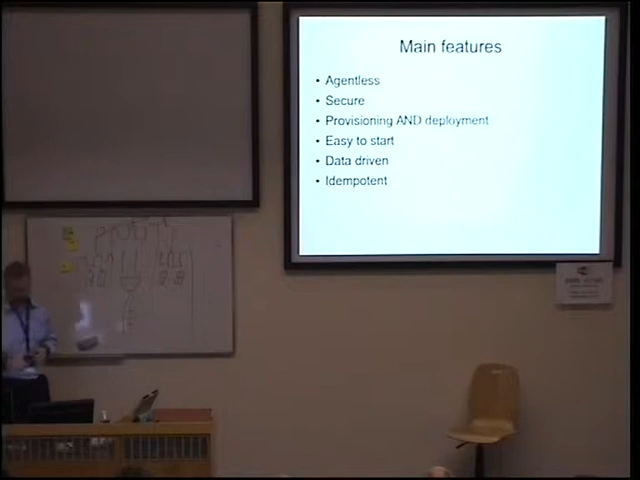 Main features
• Agentless
• Secure
• Provisioning AND deployment
• Easy to start
• Data driven
• Idempotent